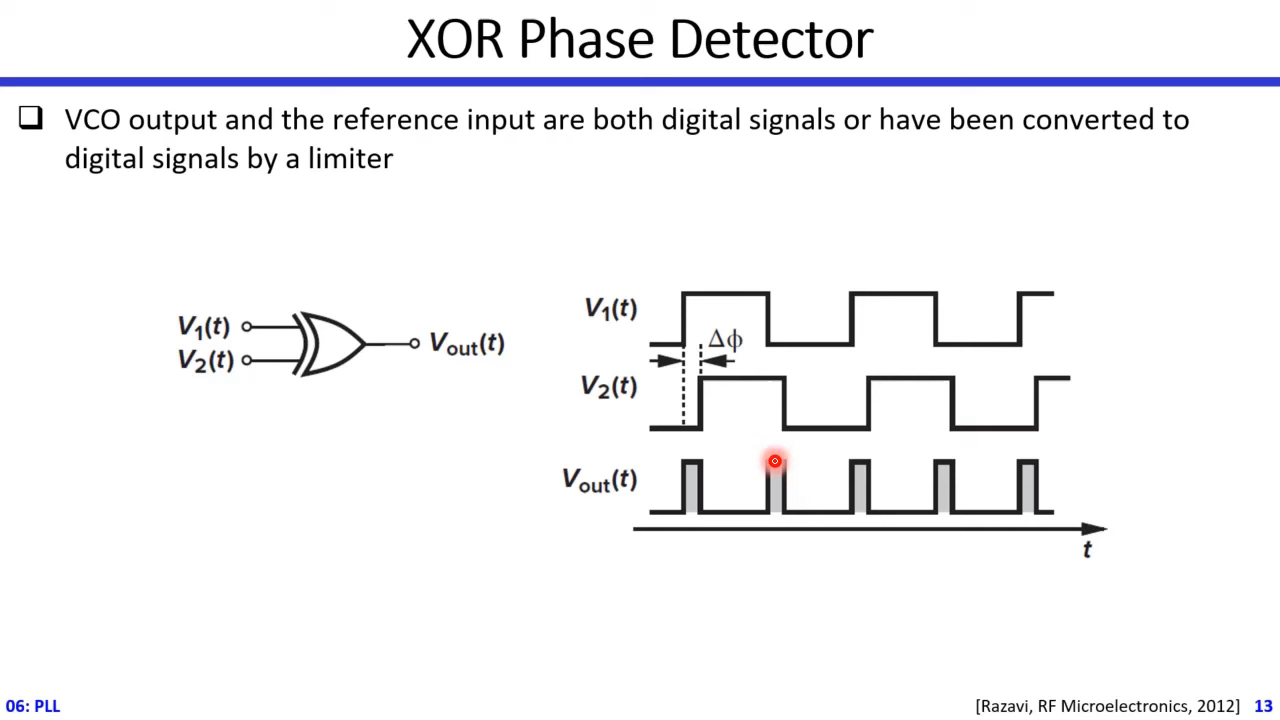 XOR Phase Detector
VCO output and the reference input are both digital signals or have been converted to
digital signals by a limiter
V1(t)
V2(t)
Vout(t)
V1(t)
Δϕ
V2(t)
Vout(t)
t
06: PLL
[Razavi, RF Microelectronics, 2012] 13